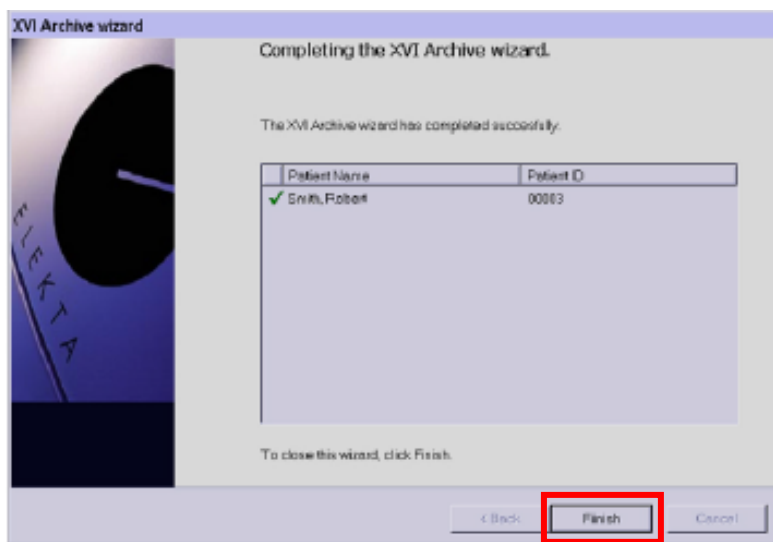 XVI Archive wizard
Completing the XVI Archive wizard.
The XVI Archive wizard has completed succesfully.
Patient Name Patient ID
Smith, Robert 00003
ELEKTA
To close this wizard, click Finish.
< Back Finish Cancel